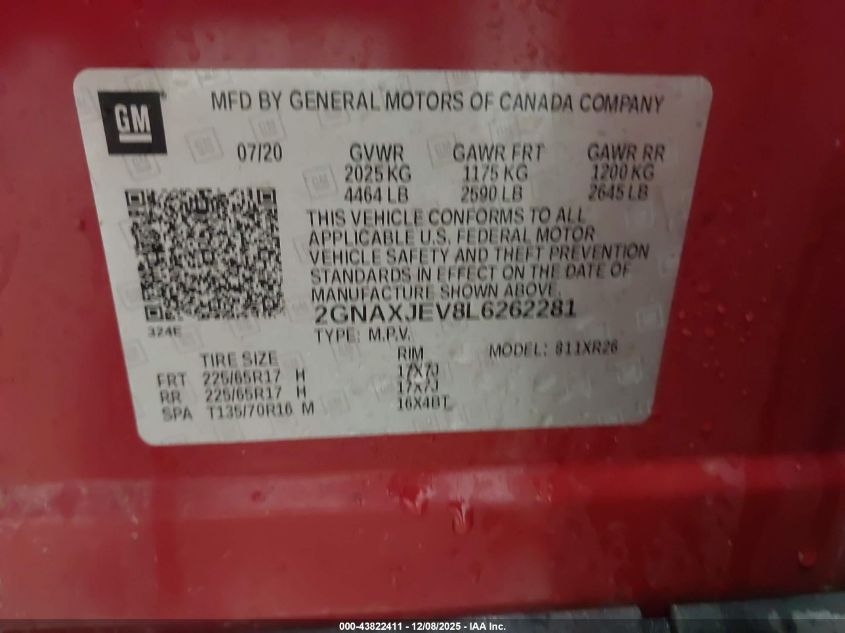 GM
MFD BY GENERAL MOTORS OF CANADA COMPANY
07/20 GVWR GAWR FRT GAWR RR
2025 KG 1175 KG 1200 KG
4464 LB 2590 LB 2645 LB
THIS VEHICLE CONFORMS TO ALL
APPLICABLE U.S. FEDERAL MOTOR
VEHICLE SAFETY AND THEFT PREVENTION
STANDARDS IN EFFECT ON THE DATE OF
MANUFACTURE SHOWN ABOVE.
324E
2GNAXJEV8L6262281
TYPE: M.P.V.
TIRE SIZE RIM MODEL: 811XR26
FRT 225/65R17 H 17X7J
RR 225/65R17 H 17X7J
SPA T135/70R16 M 16X4BT
000-43822411 - 12/08/2025 - IAA Inc.